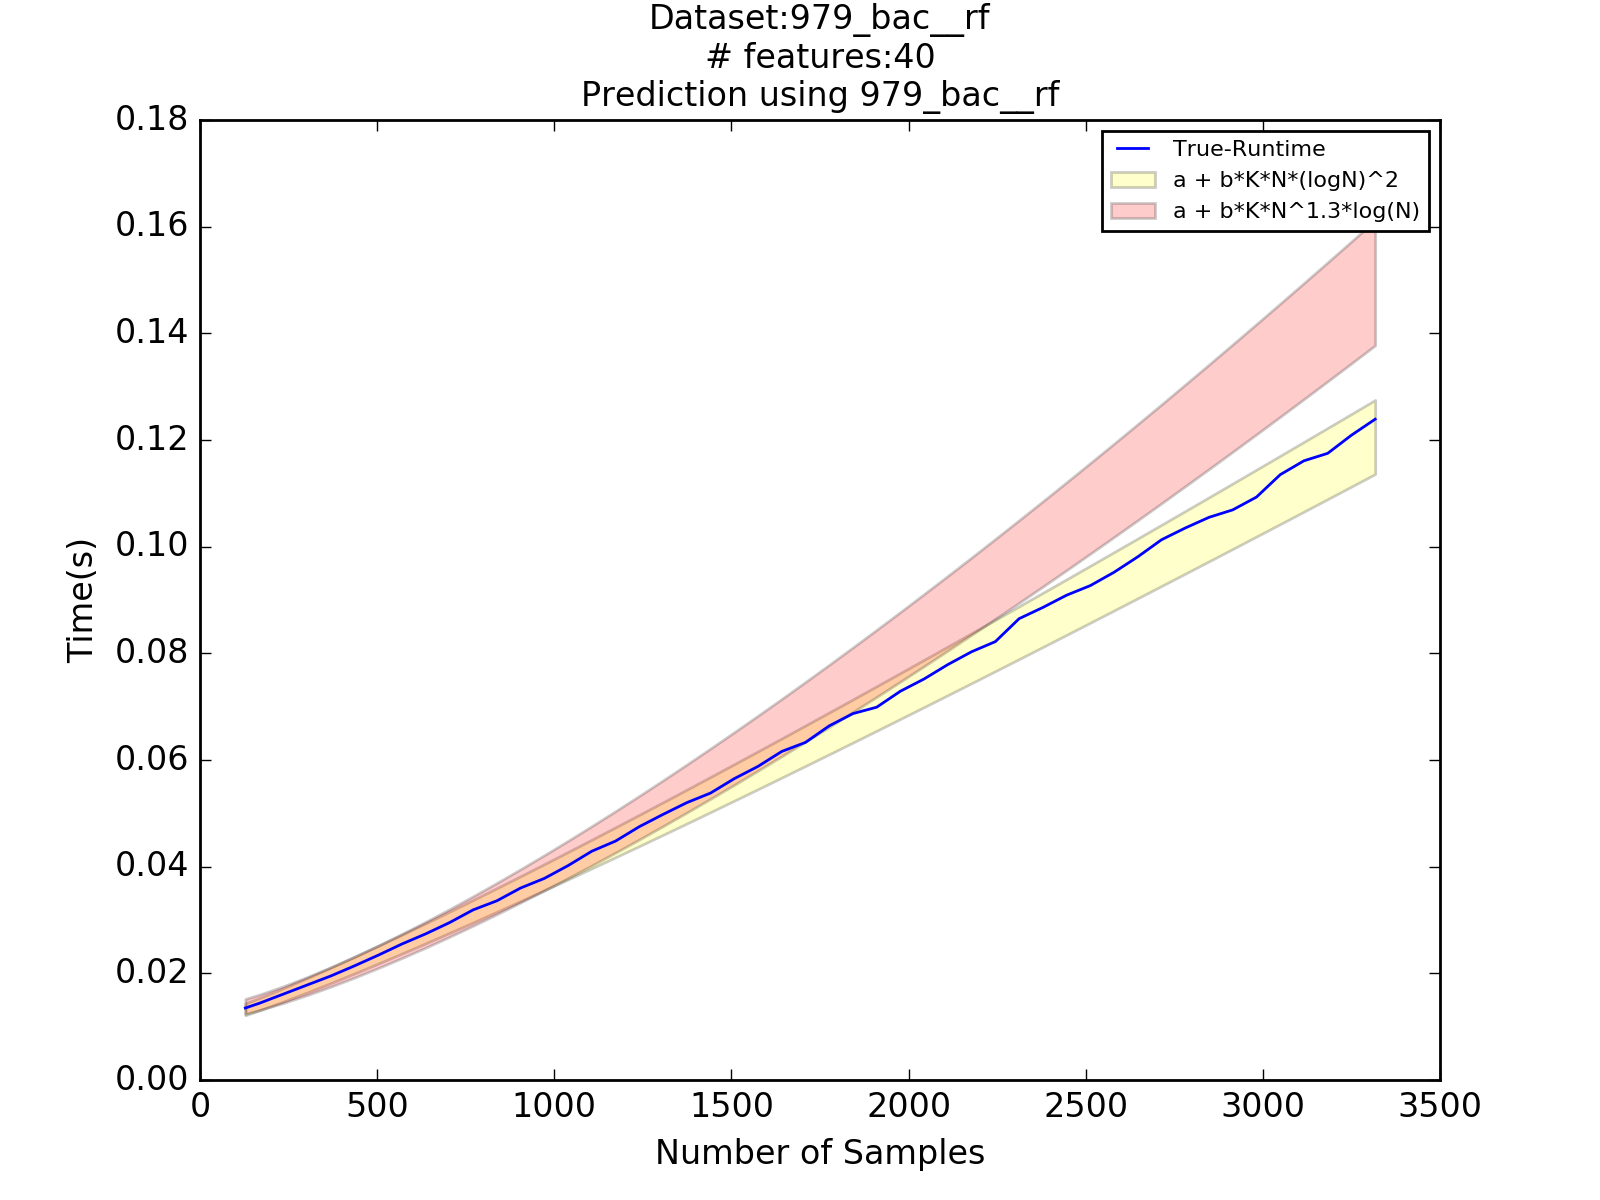 Dataset:979_bac__rf
# features:40
Prediction using 979_bac__rf
0.18
0.16
0.14
0.12
0.10
0.08
0.06
0.04
0.02
0.00
Time(s)
True-Runtime
a + b*K*N*(logN)^2
a + b*K*N^1.3*log(N)
0 500 1000 1500 2000 2500 3000 3500
Number of Samples